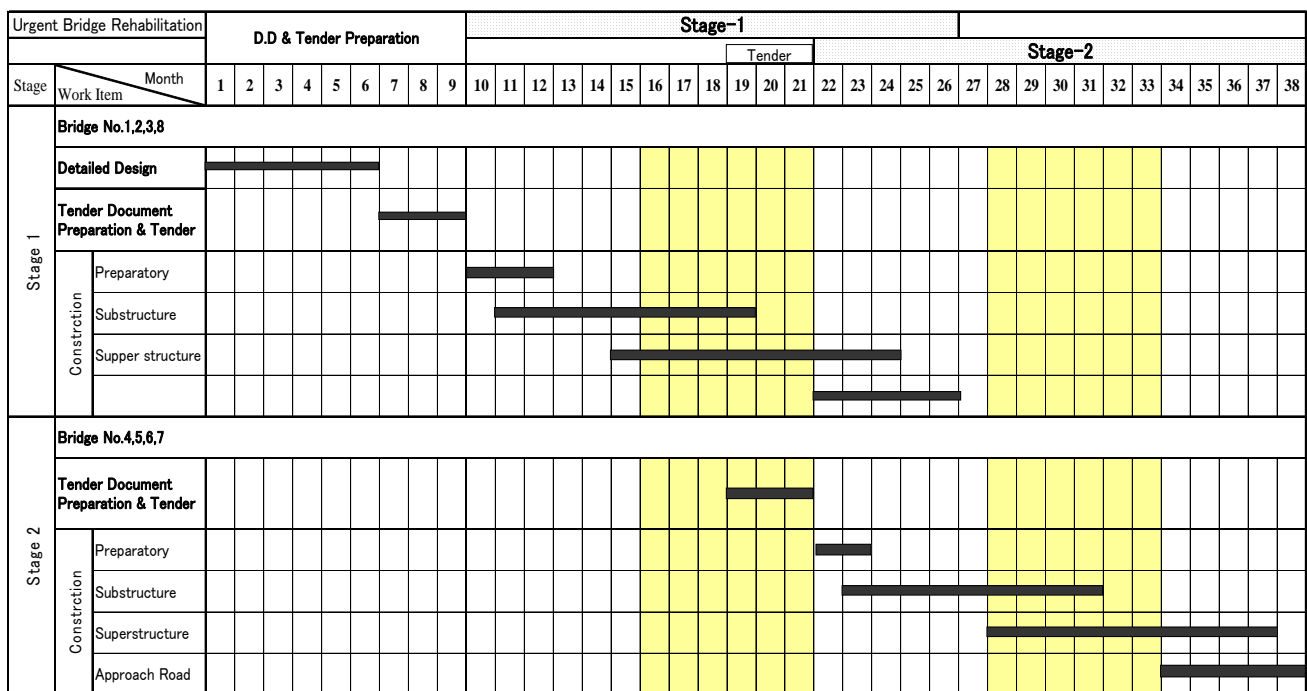 Urgent Bridge Rehabilitation
D.D & Tender Preparation
Stage-1
Tender
Stage-2
Stage
Month
Work Item
1 2 3 4 5 6 7 8 9 10 11 12 13 14 15 16 17 18 19 20 21 22 23 24 25 26 27 28 29 30 31 32 33 34 35 36 37 38
Stage 1
Bridge No.1,2,3,8
Detailed Design
Tender Document
Preparation & Tender
Constrction
Preparatory
Substructure
Supper structure
Stage 2
Bridge No.4,5,6,7
Tender Document
Preparation & Tender
Constrction
Preparatory
Substructure
Superstructure
Approach Road